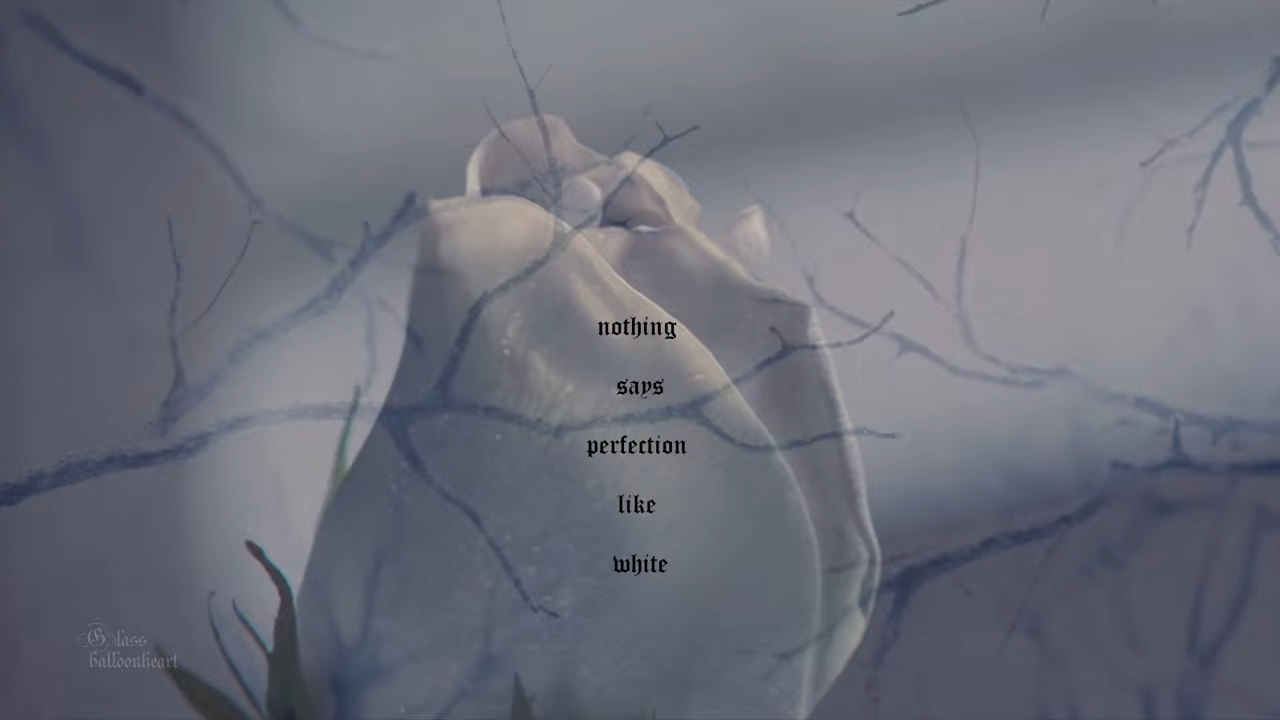 nothing
says
perfection
like
white
Glass
balloonheart